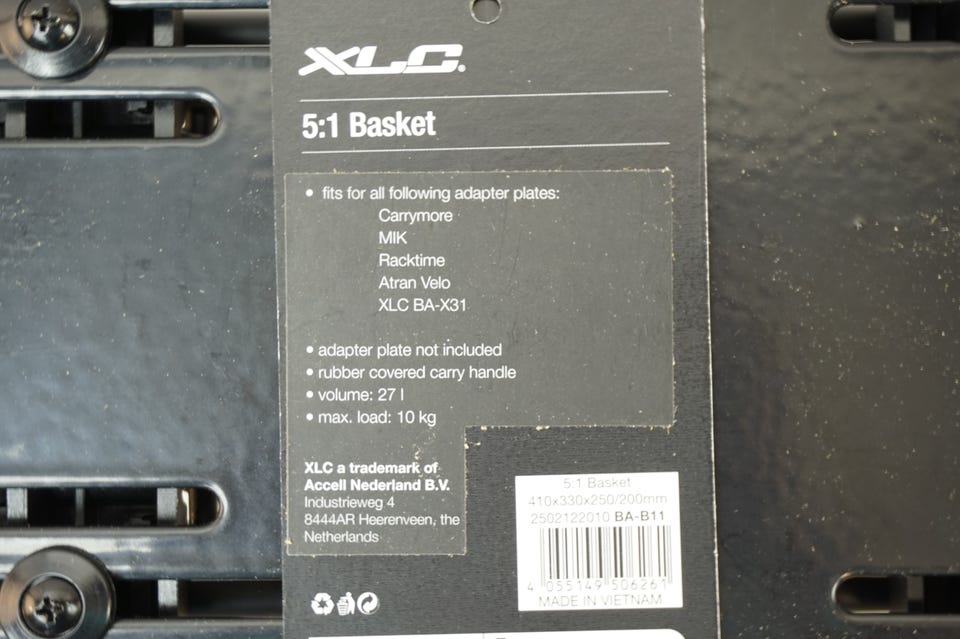 XLC.
5:1 Basket
• fits for all following adapter plates:
Carrymore
MIK
Racktime
Atran Velo
XLC BA-X31
• adapter plate not included
• rubber covered carry handle
• volume: 27 l
• max. load: 10 kg
XLC a trademark of
Accell Nederland B.V.
Industrieweg 4
8444AR Heerenveen, the
Netherlands
5:1 Basket
410x330x250/200mm
2502122010 BA-B11
4 055149 506261
MADE IN VIETNAM